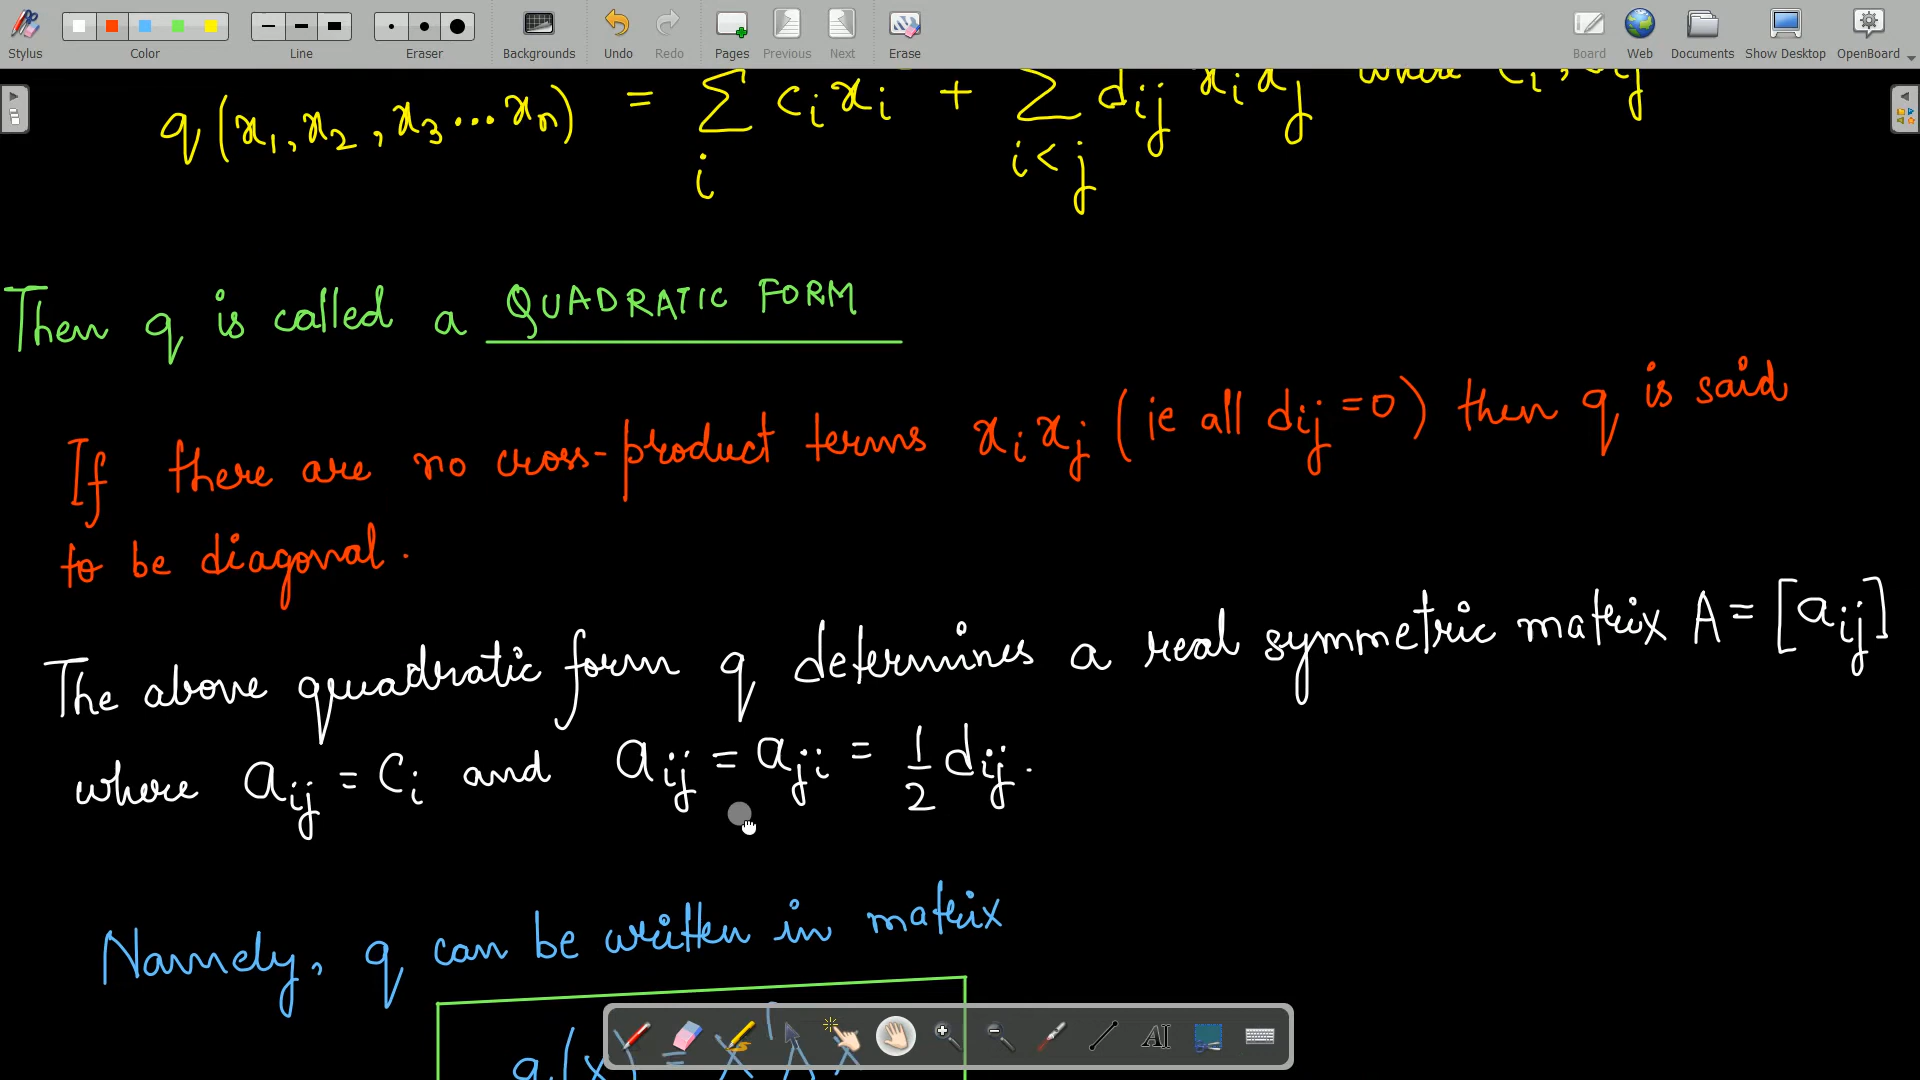 Stylus Color Line Eraser Backgrounds Undo Redo Pages Previous Next Erase Board Web Documents Show Desktop OpenBoard
q(x₁, x₂, x₃...xₙ) = Σ cᵢxᵢ + Σ dᵢⱼ xᵢxⱼ where cᵢ,
i i<j
Then q is called a QUADRATIC FORM
If there are no cross-product terms xᵢxⱼ (ie all dᵢⱼ=0) then q is said
to be diagonal.
The above quadratic form q determines a real symmetric matrix A = [aᵢⱼ]
where aᵢⱼ = Cᵢ and aᵢⱼ = aⱼᵢ = 1/2 dᵢⱼ.
Namely, q can be written in matrix
q(x) = X A X